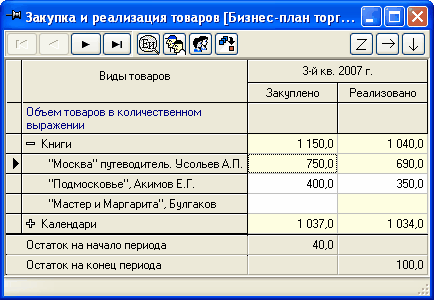 Закупка и реализация товаров [Бизнес-план торг...
Еи
Z
Виды товаров
3-й кв. 2007 г.
Закуплено
Реализовано
Объем товаров в количественном
выражении
Книги 1 150,0 1 040,0
"Москва" путеводитель. Усольев А.П. 750,0 690,0
"Подмосковье", Акимов Е.Г. 400,0 350,0
"Мастер и Маргарита", Булгаков
Календари 1 037,0 1 034,0
Остаток на начало периода 40,0
Остаток на конец периода 100,0